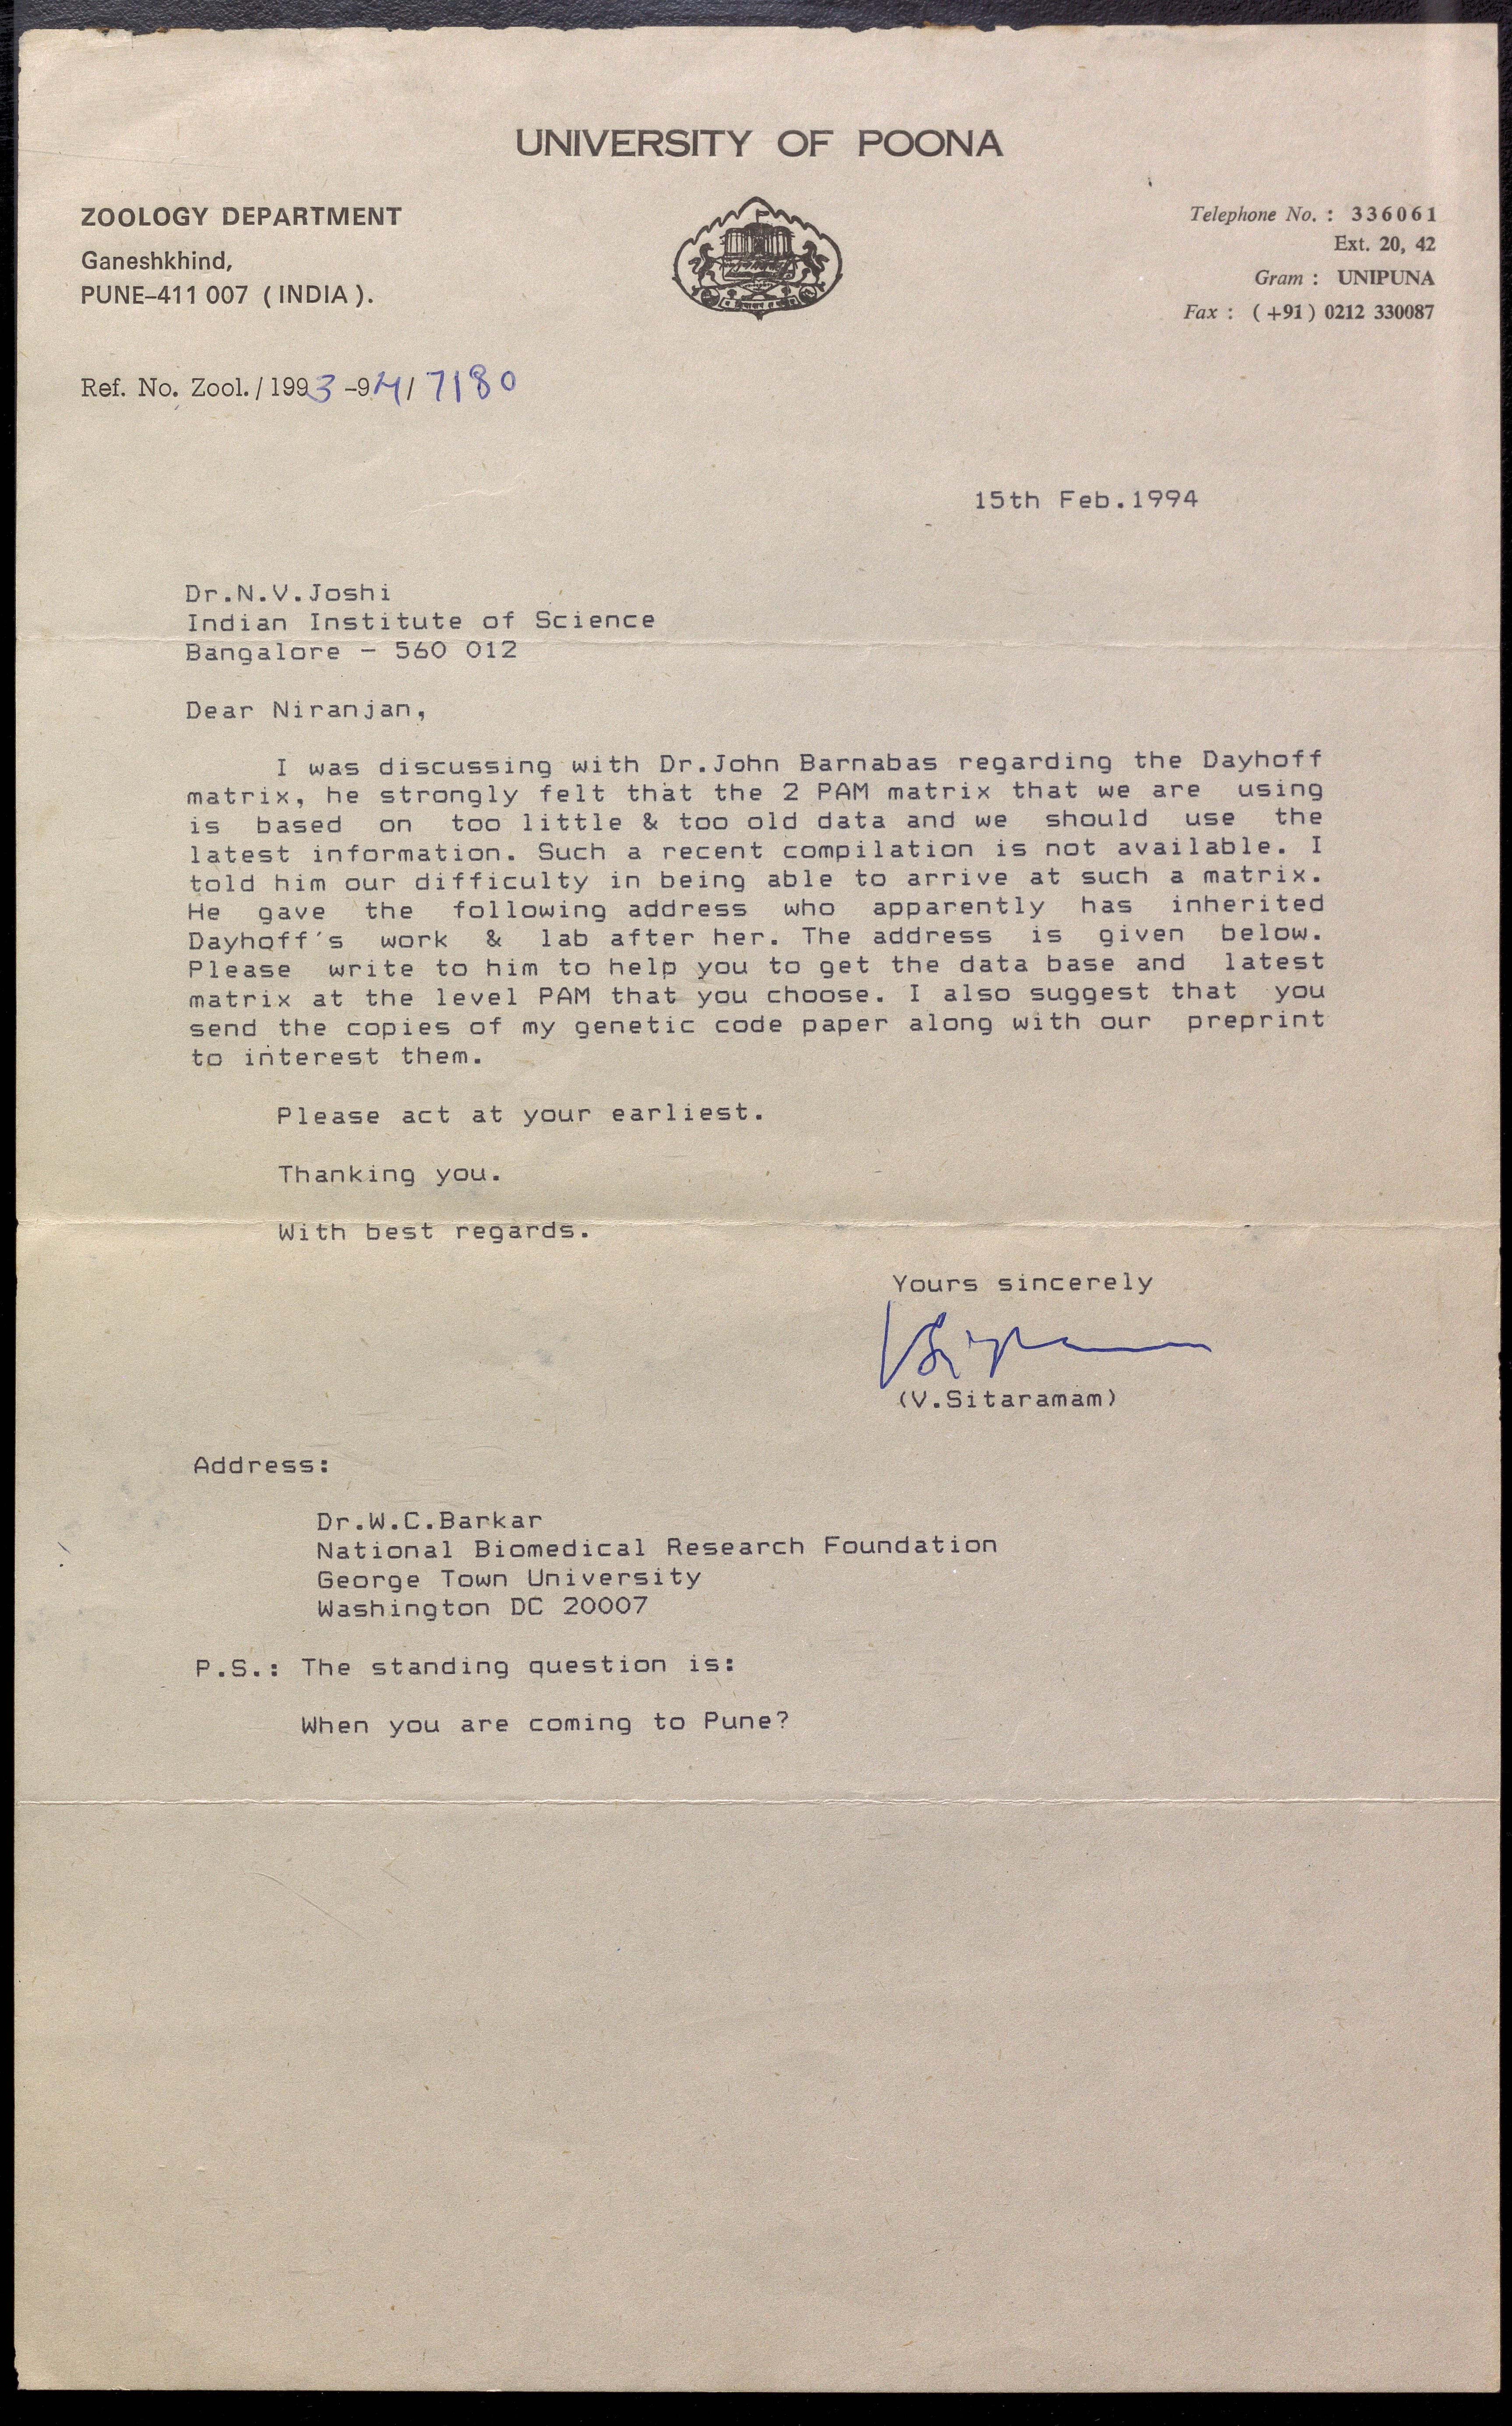 UNIVERSITY OF POONA
ZOOLOGY DEPARTMENT
Ganeshkhind,
PUNE–411 007 ( INDIA ).
Telephone No. : 336061
Ext. 20, 42
Gram : UNIPUNA
Fax : ( +91 ) 0212 330087
Ref. No. Zool. / 1993 –94 / 7180
15th Feb.1994
Dr.N.V.Joshi
Indian Institute of Science
Bangalore - 560 012
Dear Niranjan,
I was discussing with Dr.John Barnabas regarding the Dayhoff
matrix, he strongly felt that the 2 PAM matrix that we are using
is based on too little & too old data and we should use the
latest information. Such a recent compilation is not available. I
told him our difficulty in being able to arrive at such a matrix.
He gave the following address who apparently has inherited
Dayhoff's work & lab after her. The address is given below.
Please write to him to help you to get the data base and latest
matrix at the level PAM that you choose. I also suggest that you
send the copies of my genetic code paper along with our preprint
to interest them.
Please act at your earliest.
Thanking you.
With best regards.
Yours sincerely
(V.Sitaramam)
Address:
Dr.W.C.Barkar
National Biomedical Research Foundation
George Town University
Washington DC 20007
P.S.: The standing question is:
When you are coming to Pune?